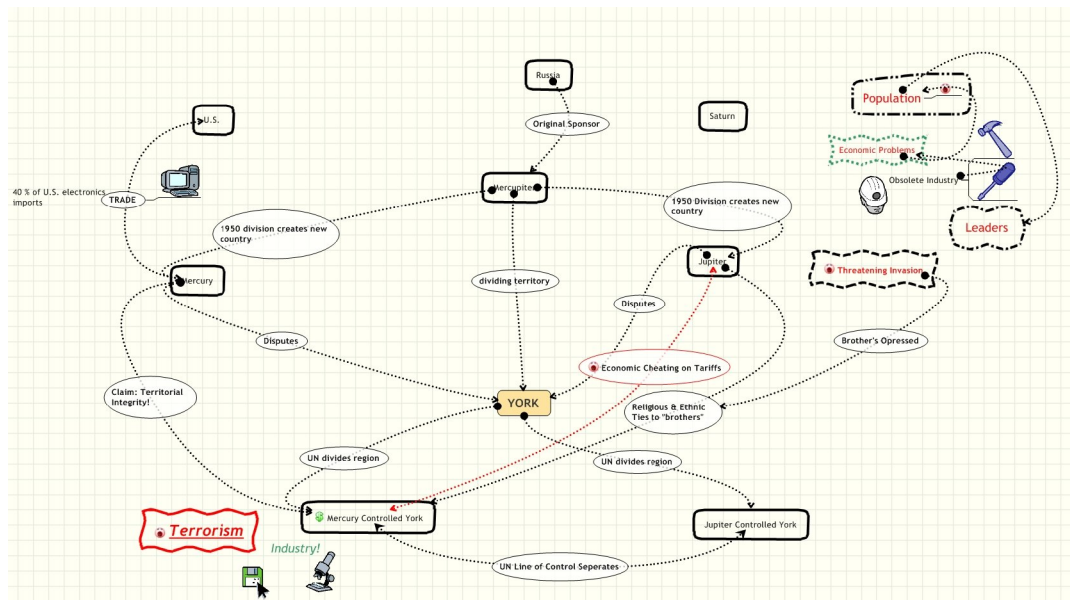 Russia
U.S.
Saturn
Original Sponsor
Population
Economic Problems
Obsolete Industry
40 % of U.S. electronics
imports
TRADE
Mercupiter
1950 division creates new
country
1950 Division creates new
country
Leaders
Mercury
dividing territory
Jupiter
Threatening Invasion
Disputes
Disputes
Brother's Opressed
Economic Cheating on Tariffs
Claim: Territorial
Integrity!
YORK
Religious & Ethnic
Ties to "brothers"
UN divides region
UN divides region
Mercury Controlled York
Jupiter Controlled York
Terrorism
Industry!
UN Line of Control Seperates